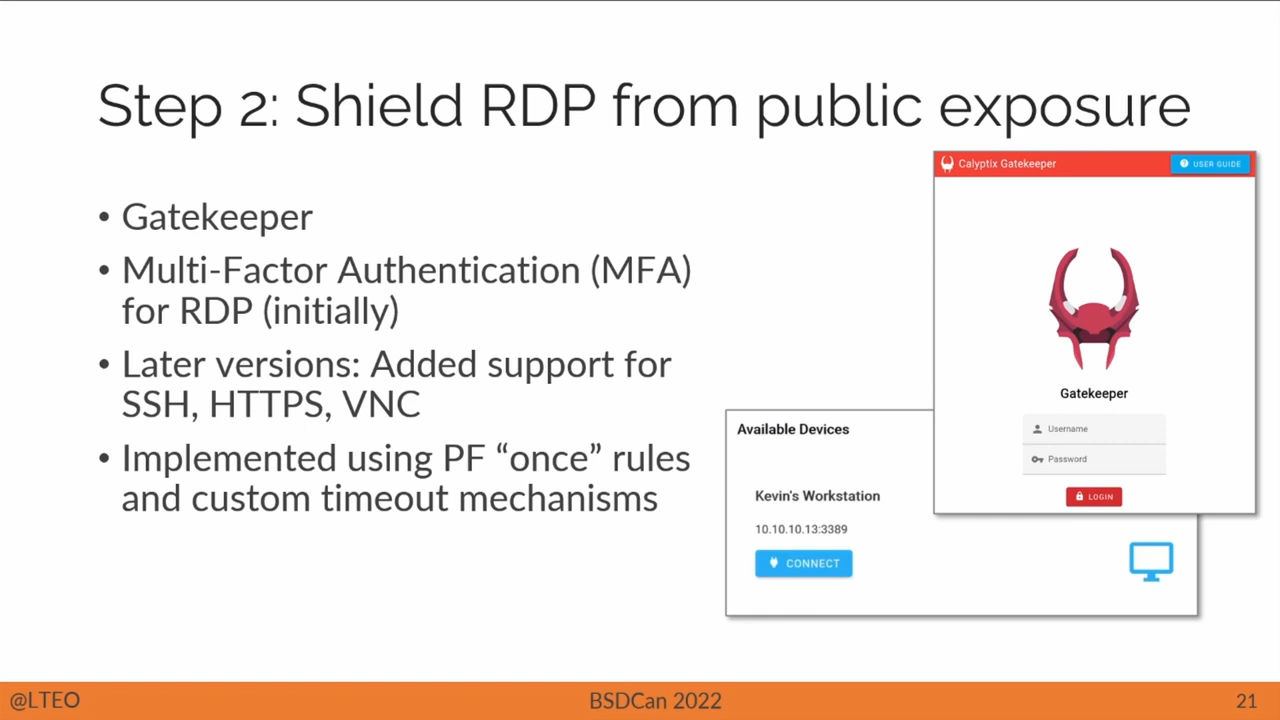 Step 2: Shield RDP from public exposure
• Gatekeeper
• Multi-Factor Authentication (MFA)
for RDP (initially)
• Later versions: Added support for
SSH, HTTPS, VNC
• Implemented using PF “once” rules
and custom timeout mechanisms
Calyptix Gatekeeper
USER GUIDE
Gatekeeper
Username
Password
LOGIN
Available Devices
Kevin's Workstation
10.10.10.13:3389
CONNECT
@LTEO
BSDCan 2022
21